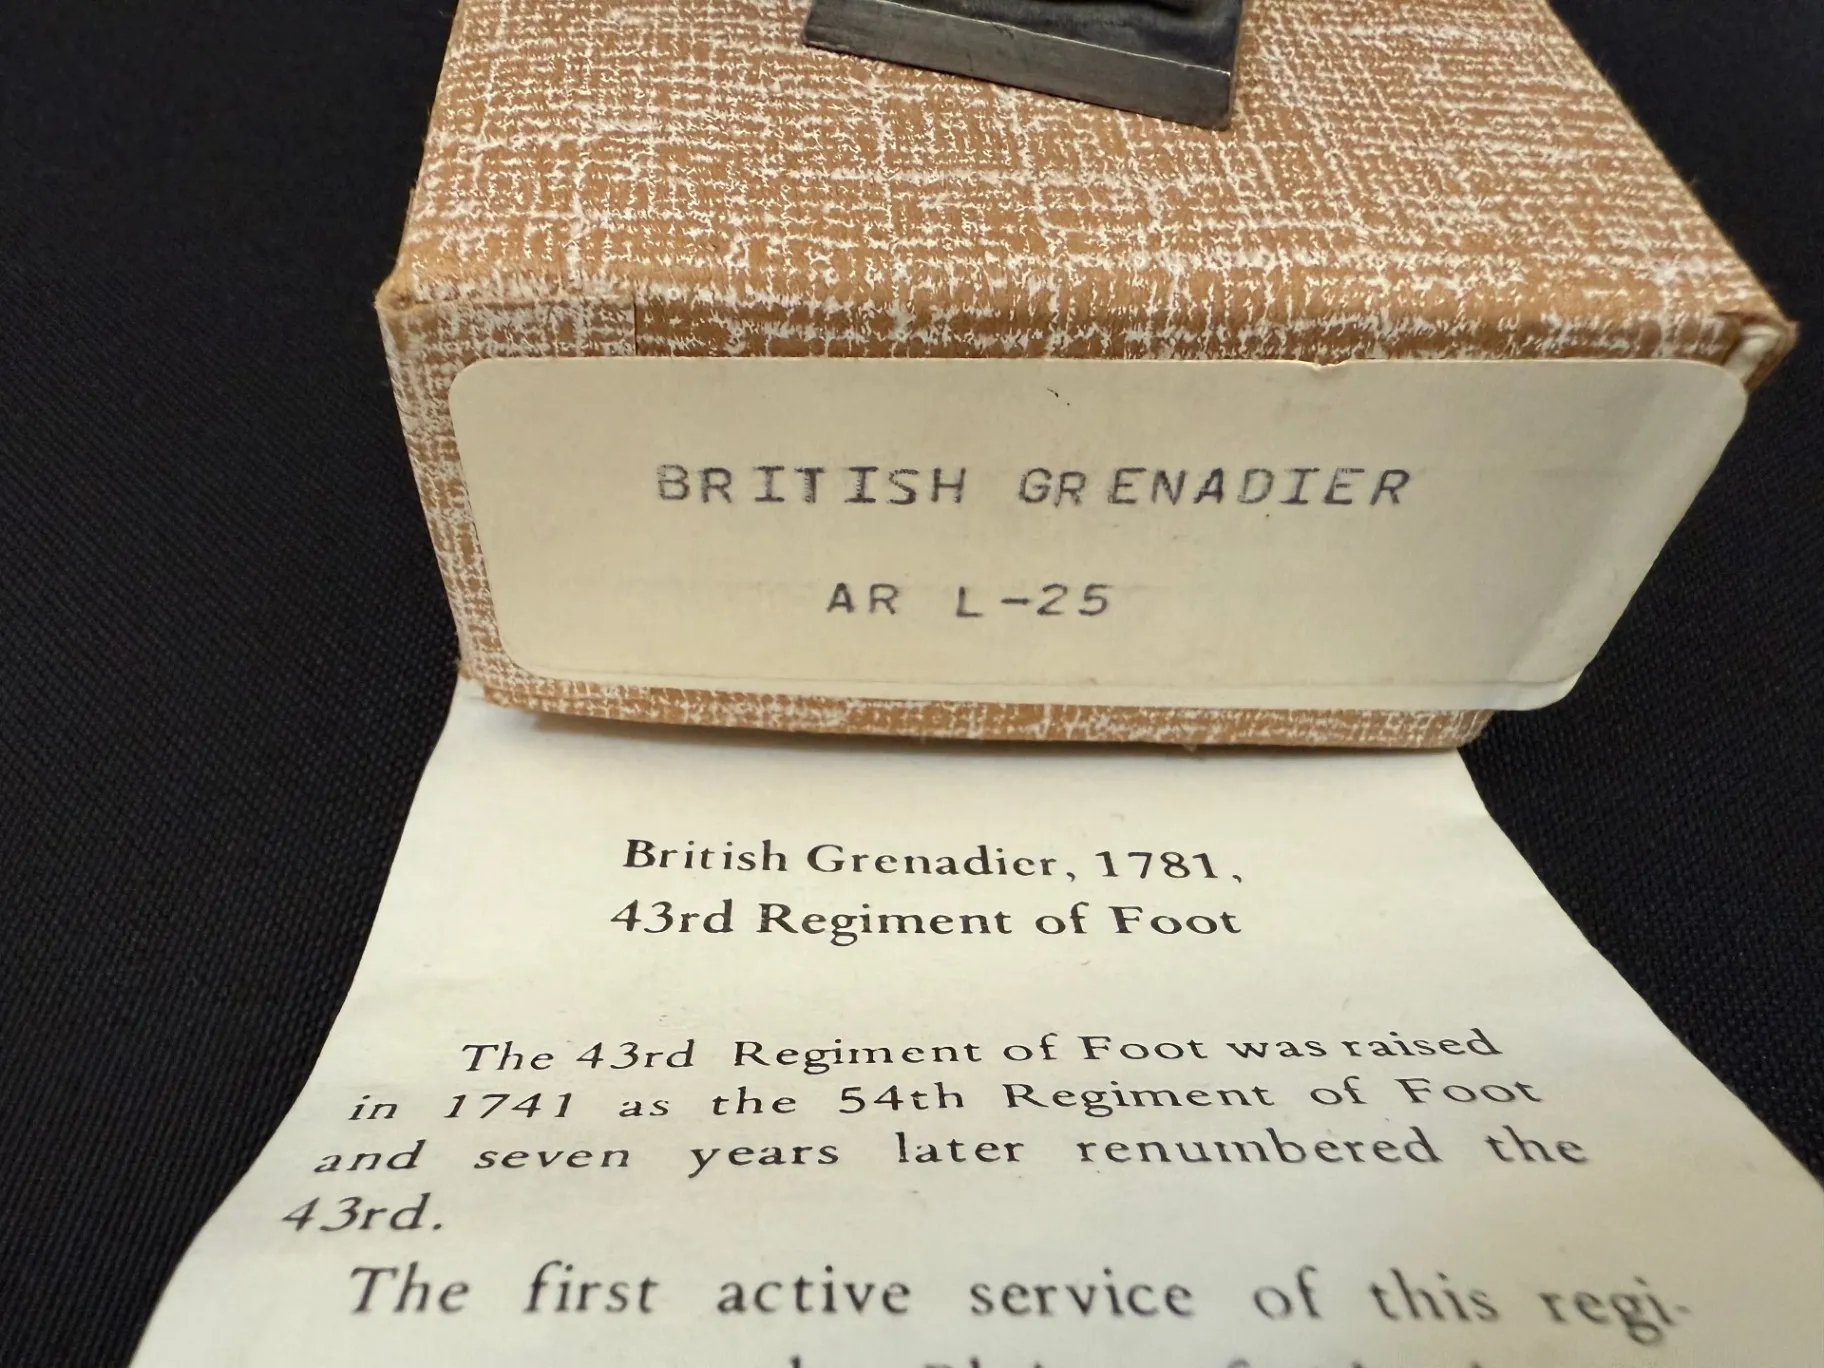 BRITISH GRENADIER
AR L-25
British Grenadier, 1781,
43rd Regiment of Foot
The 43rd Regiment of Foot was raised
in 1741 as the 54th Regiment of Foot
and seven years later renumbered the
43rd.
The first active service of this regi-